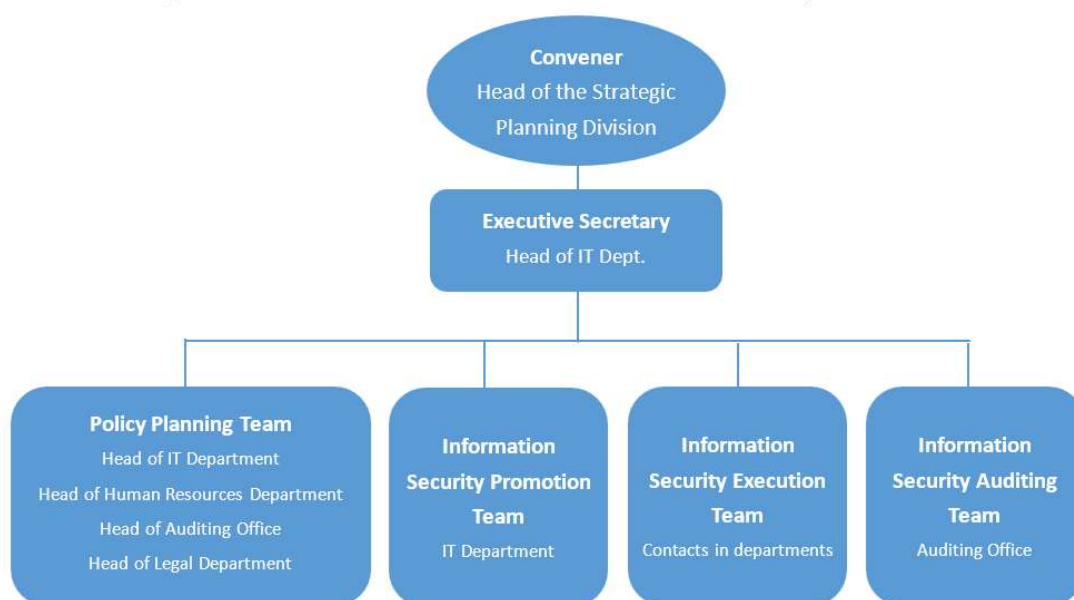 Convener
Head of the Strategic
Planning Division
Executive Secretary
Head of IT Dept.
Policy Planning Team
Head of IT Department
Head of Human Resources Department
Head of Auditing Office
Head of Legal Department
Information
Security Promotion
Team
IT Department
Information
Security Execution
Team
Contacts in departments
Information
Security Auditing
Team
Auditing Office